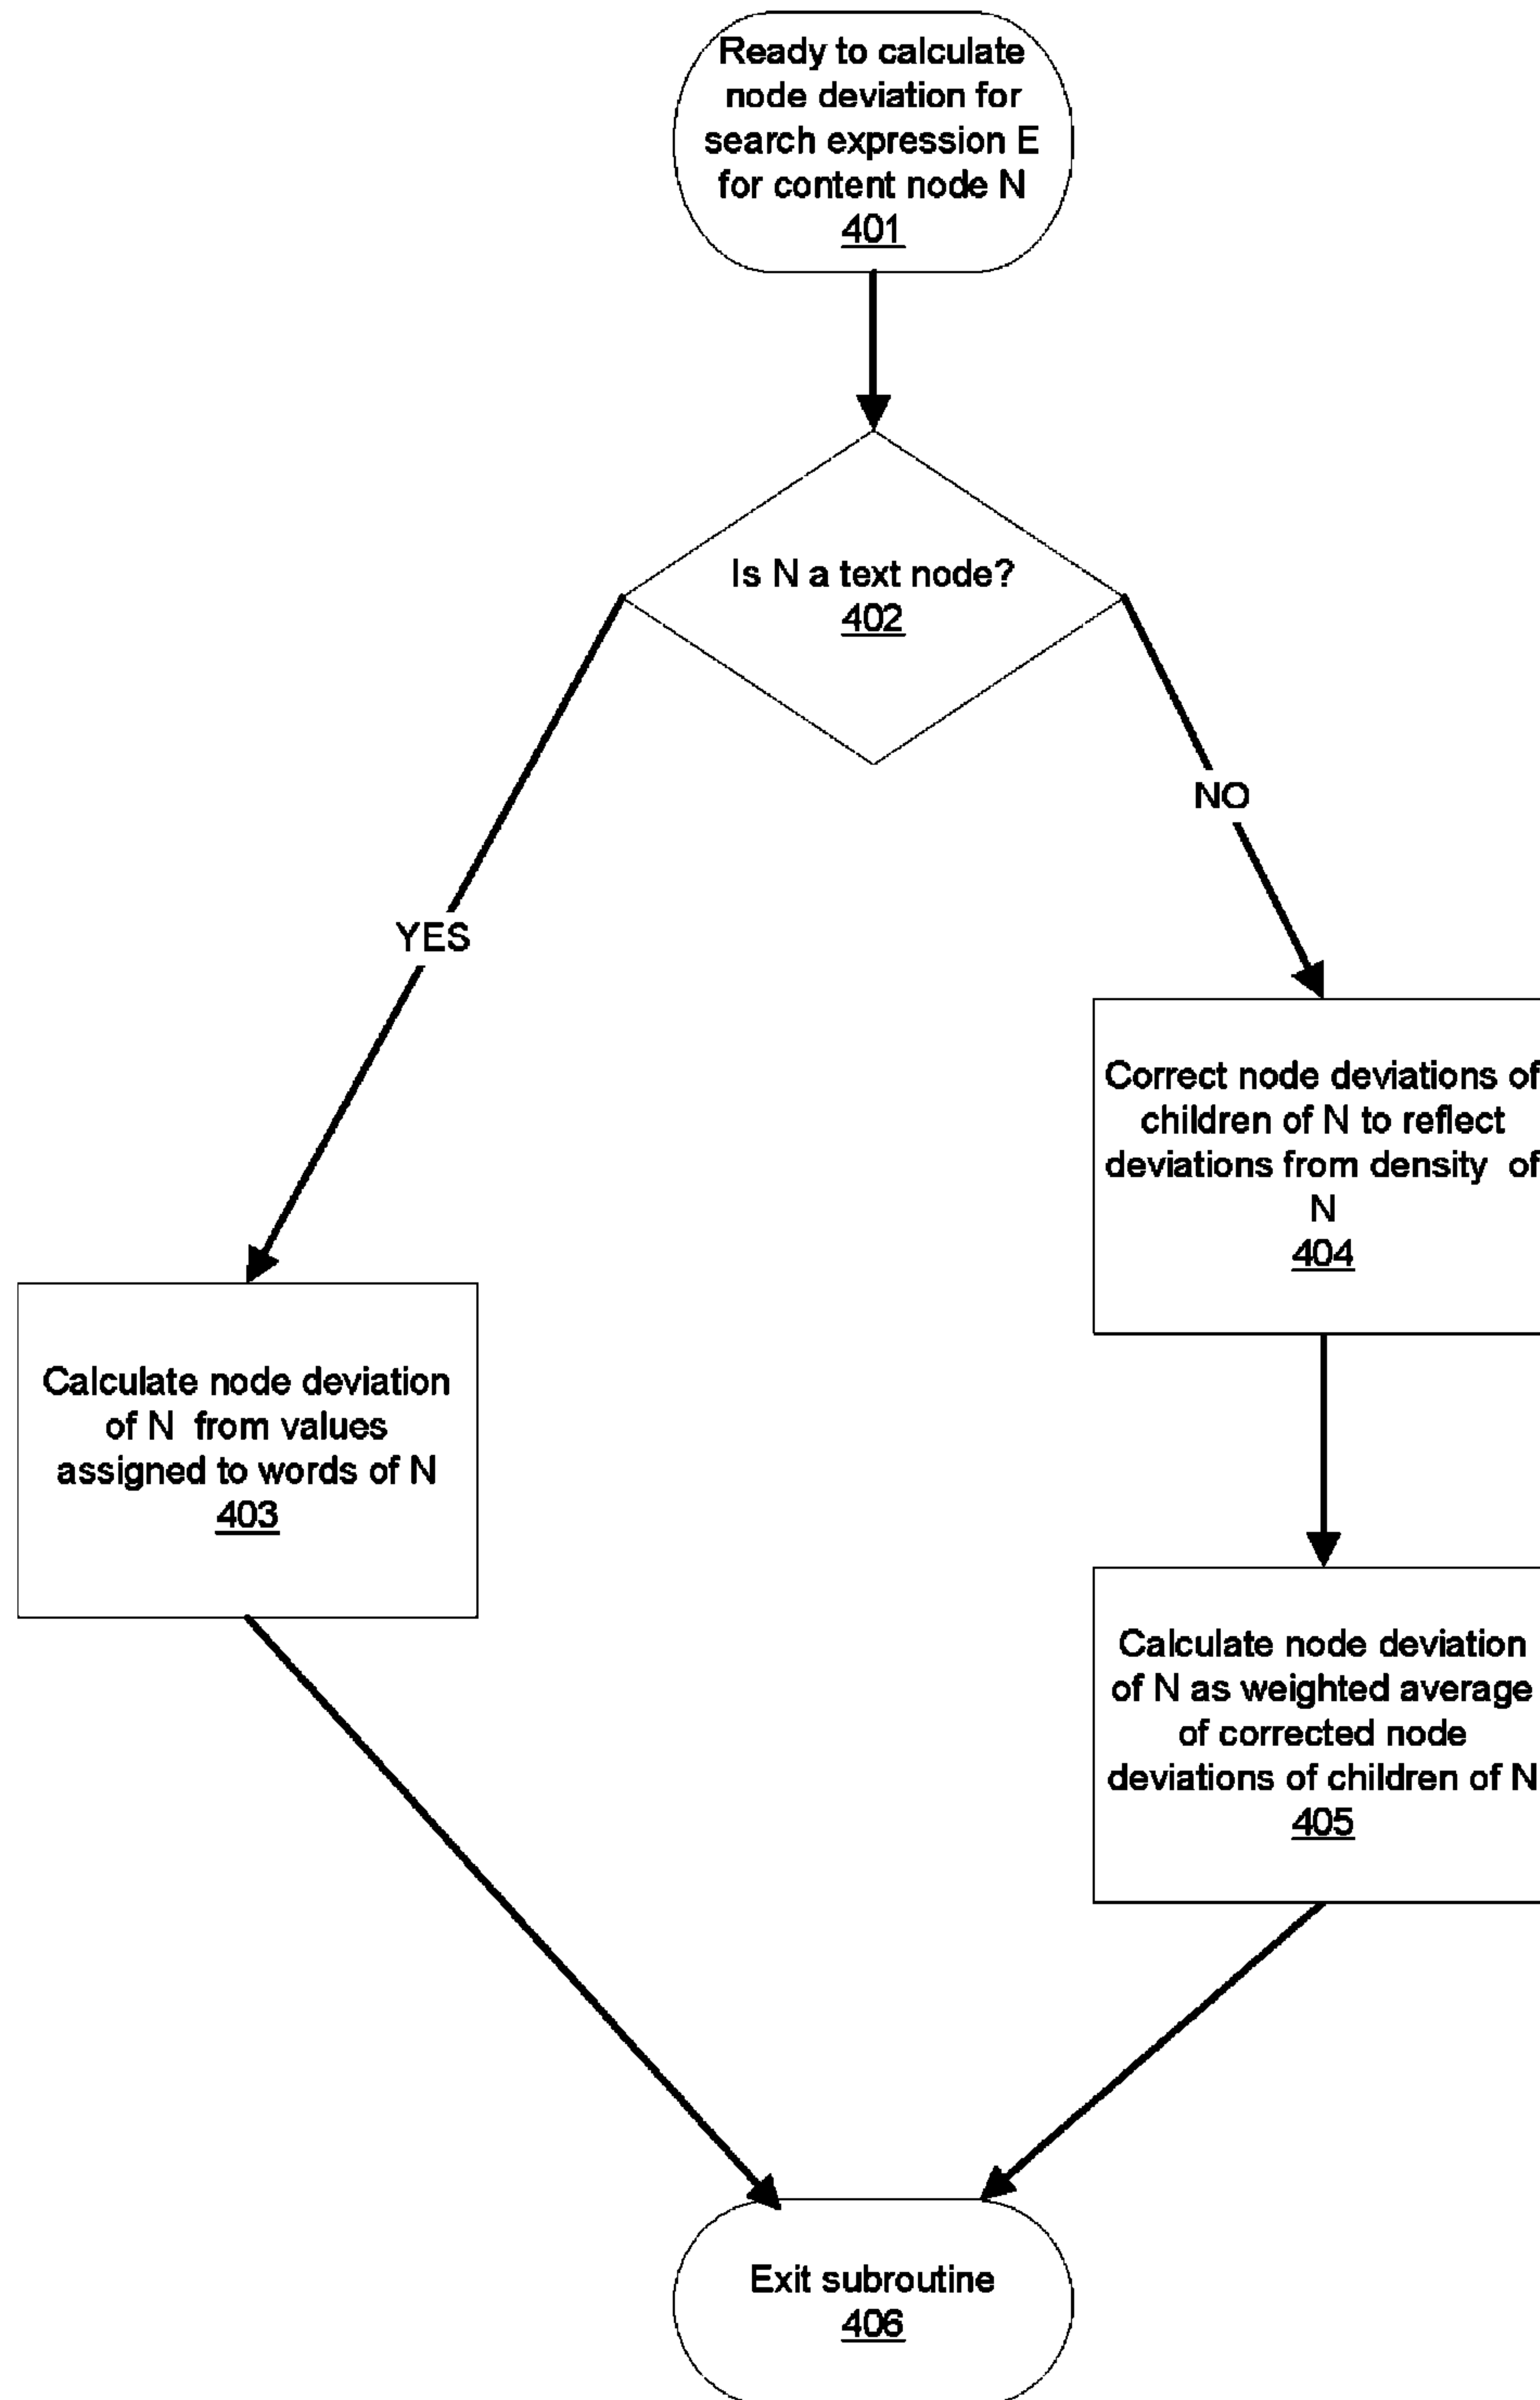 Ready to calculate
node deviation for
search expression E
for content node N
401
Is N a text node?
402
NO
YES
Correct node deviations of
children of N to reflect
deviations from density of
N
404
Calculate node deviation
of N from values
assigned to words of N
403
Calculate node deviation
of N as weighted average
of corrected node
deviations of children of N
405
Exit subroutine
406